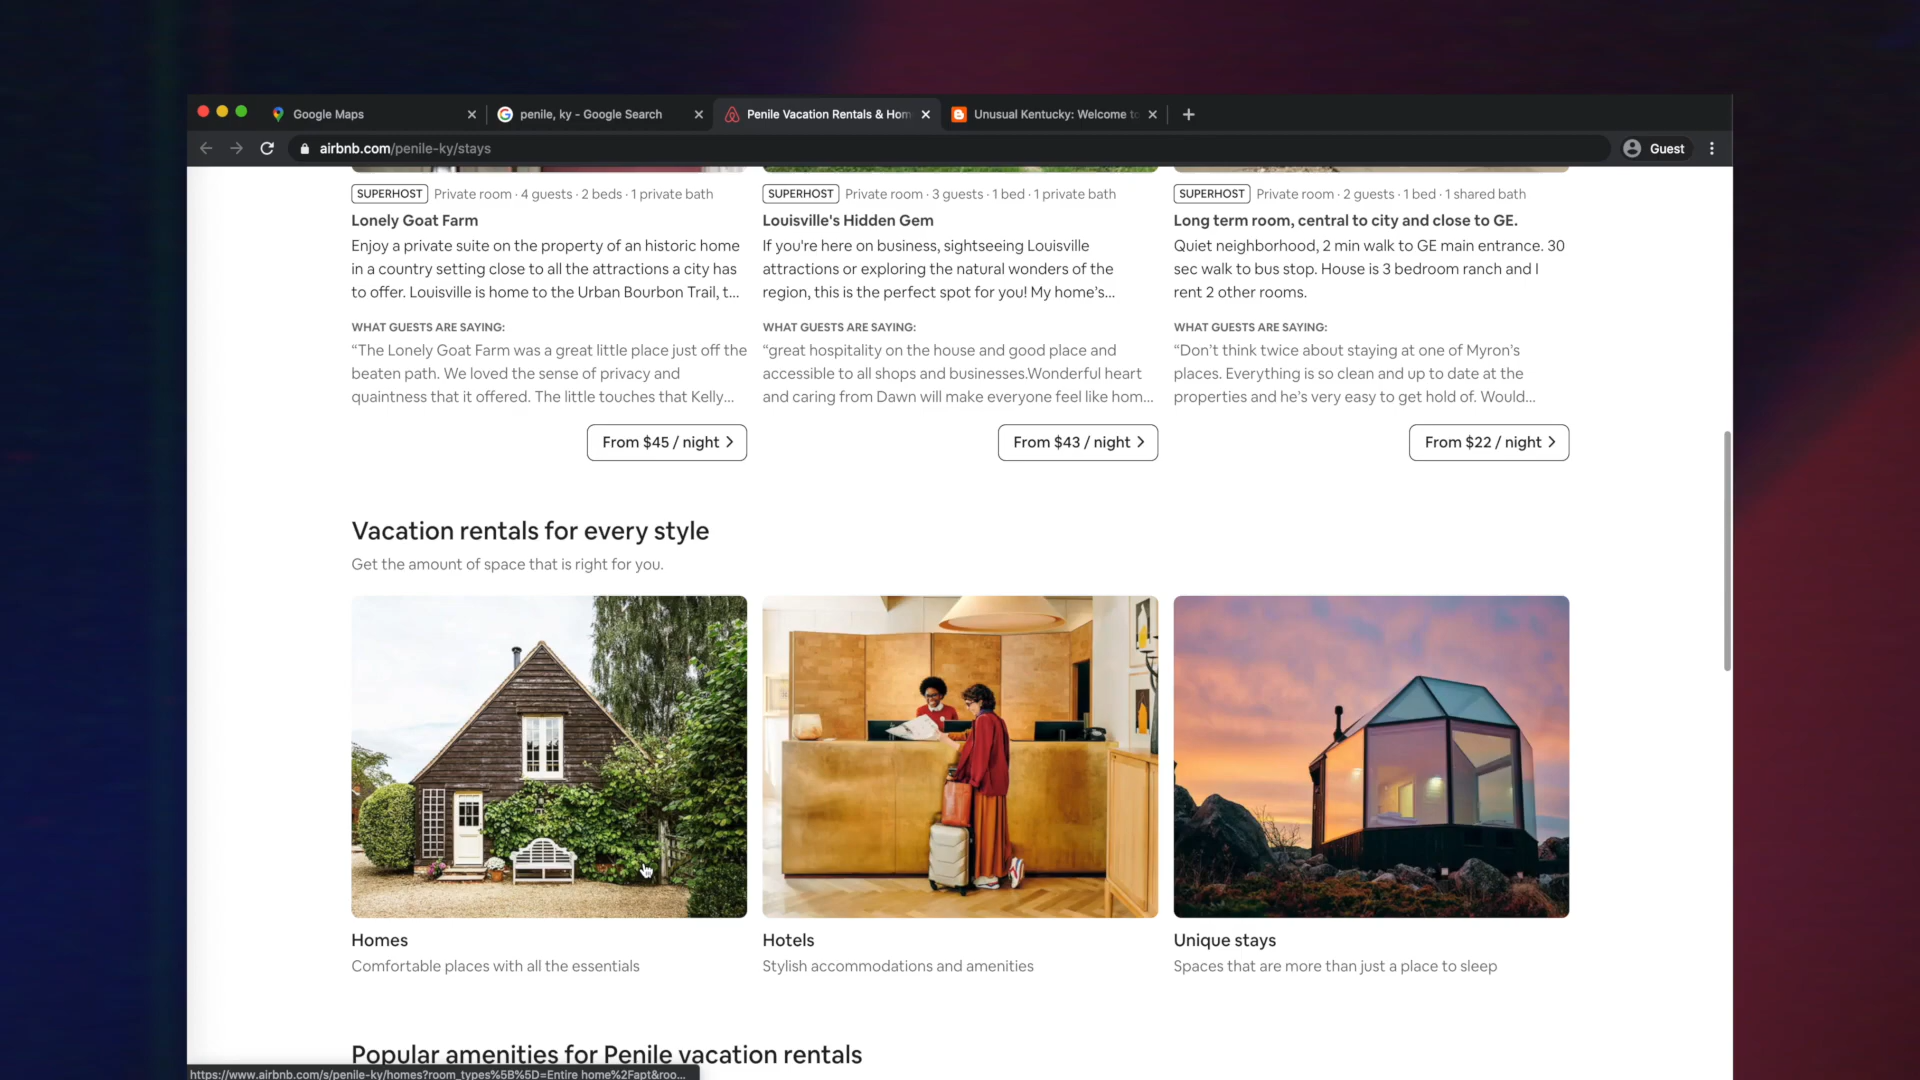 Google Maps
penile, ky - Google Search
Penile Vacation Rentals & Hom
Unusual Kentucky: Welcome to
airbnb.com/penile-ky/stays
Guest
SUPERHOST Private room · 4 guests · 2 beds · 1 private bath
Lonely Goat Farm
Enjoy a private suite on the property of an historic home
in a country setting close to all the attractions a city has
to offer. Louisville is home to the Urban Bourbon Trail, t...
WHAT GUESTS ARE SAYING:
“The Lonely Goat Farm was a great little place just off the
beaten path. We loved the sense of privacy and
quaintness that it offered. The little touches that Kelly...
From $45 / night
SUPERHOST Private room · 3 guests · 1 bed · 1 private bath
Louisville's Hidden Gem
If you're here on business, sightseeing Louisville
attractions or exploring the natural wonders of the
region, this is the perfect spot for you! My home’s...
WHAT GUESTS ARE SAYING:
“great hospitality on the house and good place and
accessible to all shops and businesses.Wonderful heart
and caring from Dawn will make everyone feel like hom...
From $43 / night
SUPERHOST Private room · 2 guests · 1 bed · 1 shared bath
Long term room, central to city and close to GE.
Quiet neighborhood, 2 min walk to GE main entrance. 30
sec walk to bus stop. House is 3 bedroom ranch and I
rent 2 other rooms.
WHAT GUESTS ARE SAYING:
“Don’t think twice about staying at one of Myron’s
places. Everything is so clean and up to date at the
properties and he’s very easy to get hold of. Would...
From $22 / night
Vacation rentals for every style
Get the amount of space that is right for you.
Homes
Comfortable places with all the essentials
Hotels
Stylish accommodations and amenities
Unique stays
Spaces that are more than just a place to sleep
Popular amenities for Penile vacation rentals
https://www.airbnb.com/s/penile-ky/homes?room_types%5B%5D=Entire home%2Fapt&roo...